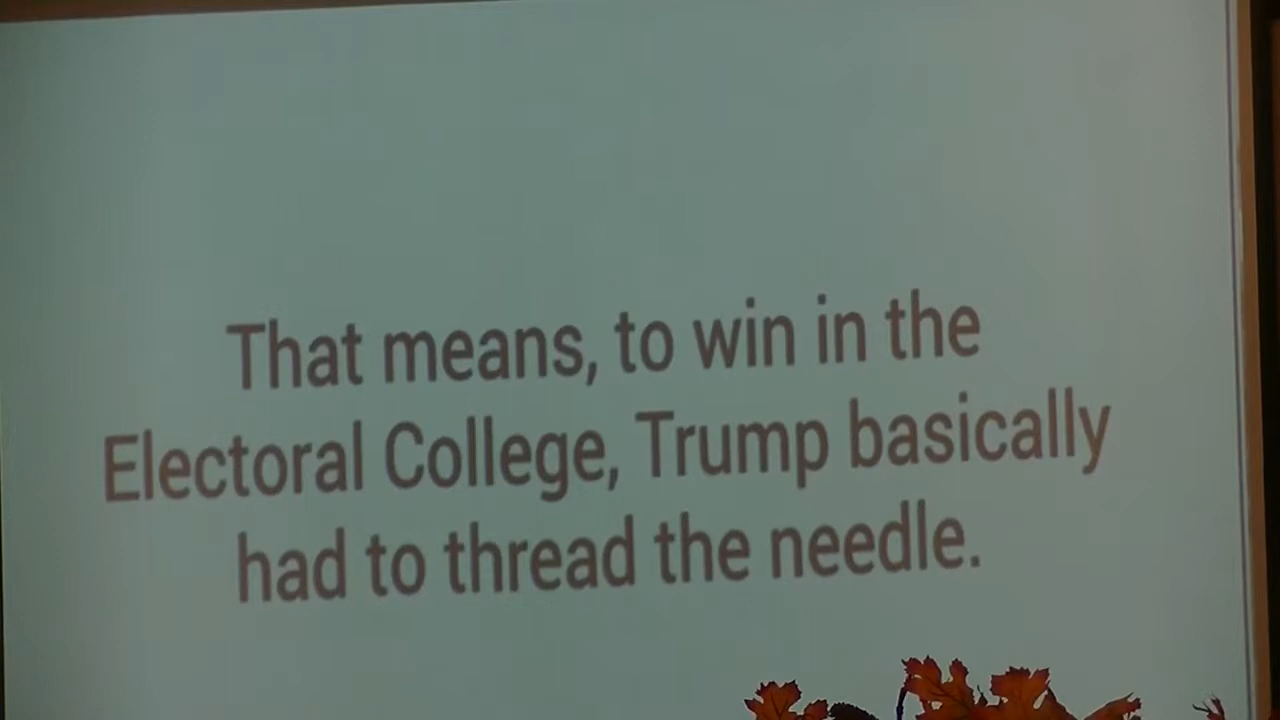 That means, to win in the
Electoral College, Trump basically
had to thread the needle.